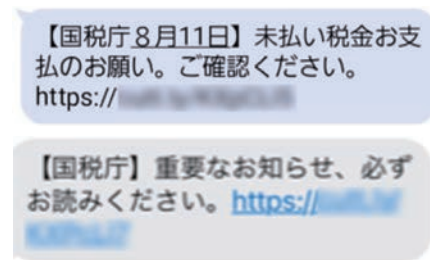 【国税庁8月11日】未払い税金お支
払のお願い。ご確認ください。
https://
【国税庁】重要なお知らせ、必ず
お読みください。https://